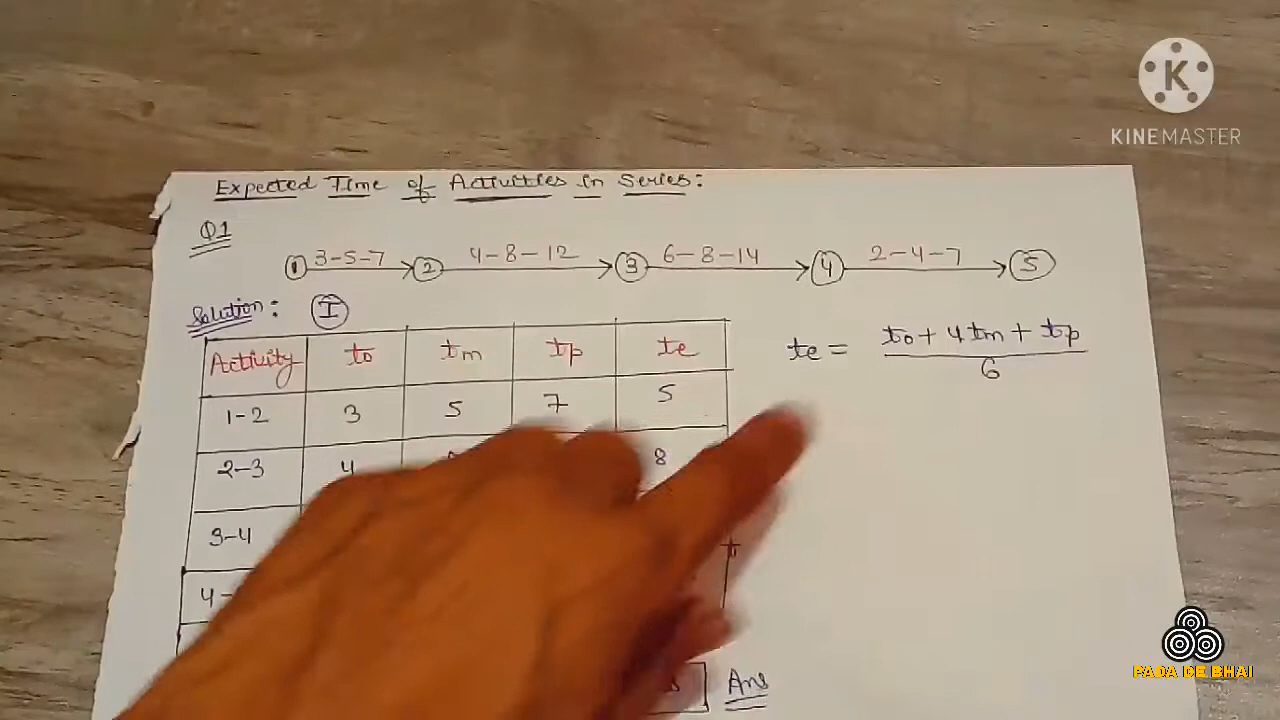 K
KINEMASTER
Expected Time of Activities in Series:
Q1
1 3-5-7 2 4-8-12 3 6-8-14 4 2-4-7 5
Solution: I
te = to + 4tm + tp
6
Activity to tm tp te
1-2 3 5 7 5
2-3 4 8
3-4
4-
Ans
PADA DE BHAI